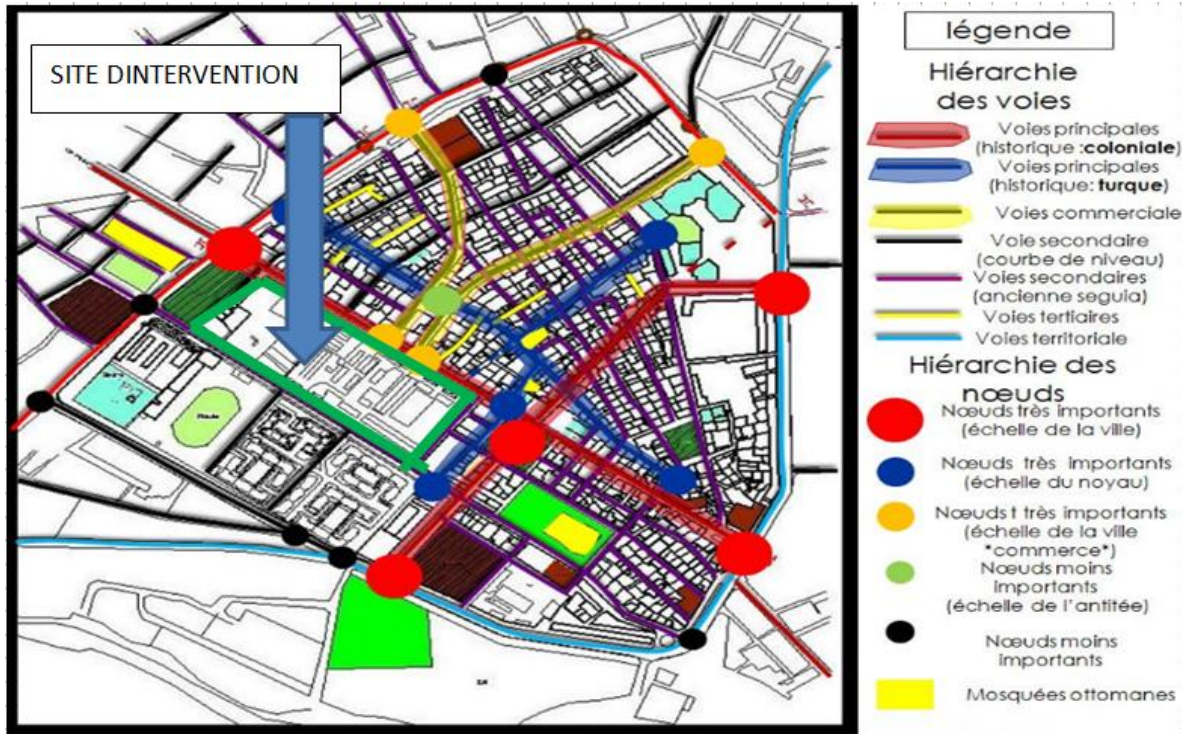 SITE DINTERVENTION
légende
Hiérarchie
des voies
Voies principales
(historique :coloniale)
Voies principales
(historique: turque)
Voies commerciale
Voie secondaire
(courbe de niveau)
Voies secondaires
(ancienne seguia)
Voies tertiaires
Voies territoriale
Hiérarchie des
nœuds
Nœuds très importants
(échelle de la ville)
Nœuds très importants
(échelle du noyau)
Nœuds t très importants
(échelle de la ville
"commerce")
Nœuds moins
importants
(échelle de l'antitée)
Nœuds moins
importants
Mosquées ottomanes